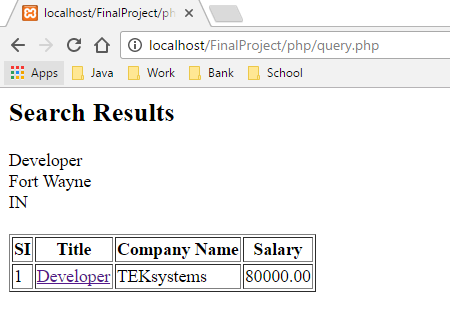 localhost/FinalProject/ph
localhost/FinalProject/php/query.php
Apps Java Work Bank School
Search Results
Developer
Fort Wayne
IN
SI Title Company Name Salary
1 Developer TEKsystems 80000.00